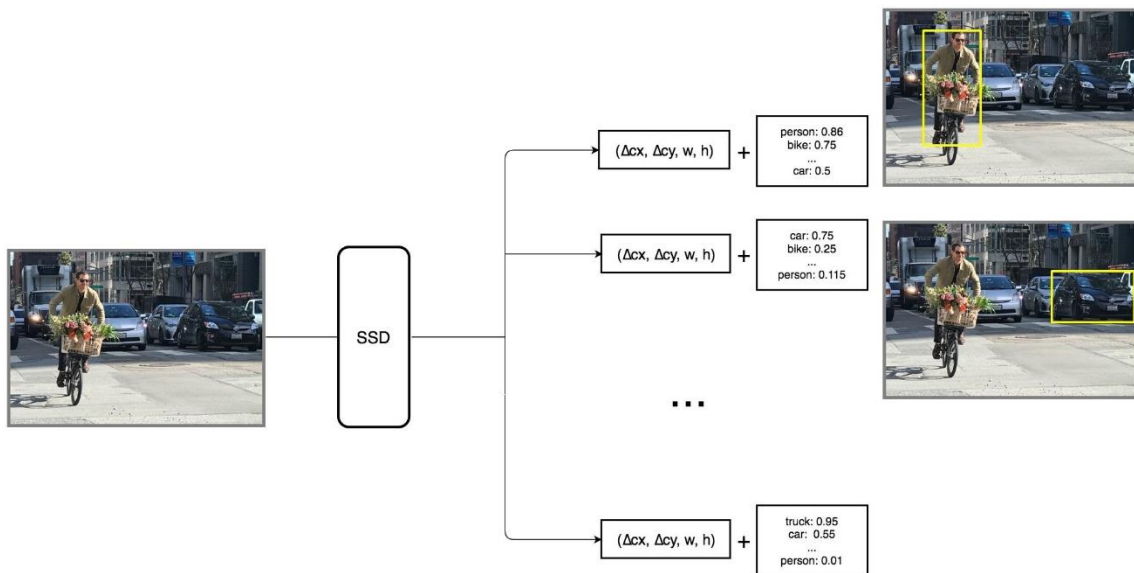 (Δcx, Δcy, w, h)
+
person: 0.86
bike: 0.75
...
car: 0.5
(Δcx, Δcy, w, h)
+
car: 0.75
bike: 0.25
...
person: 0.115
SSD
...
(Δcx, Δcy, w, h)
+
truck: 0.95
car: 0.55
...
person: 0.01